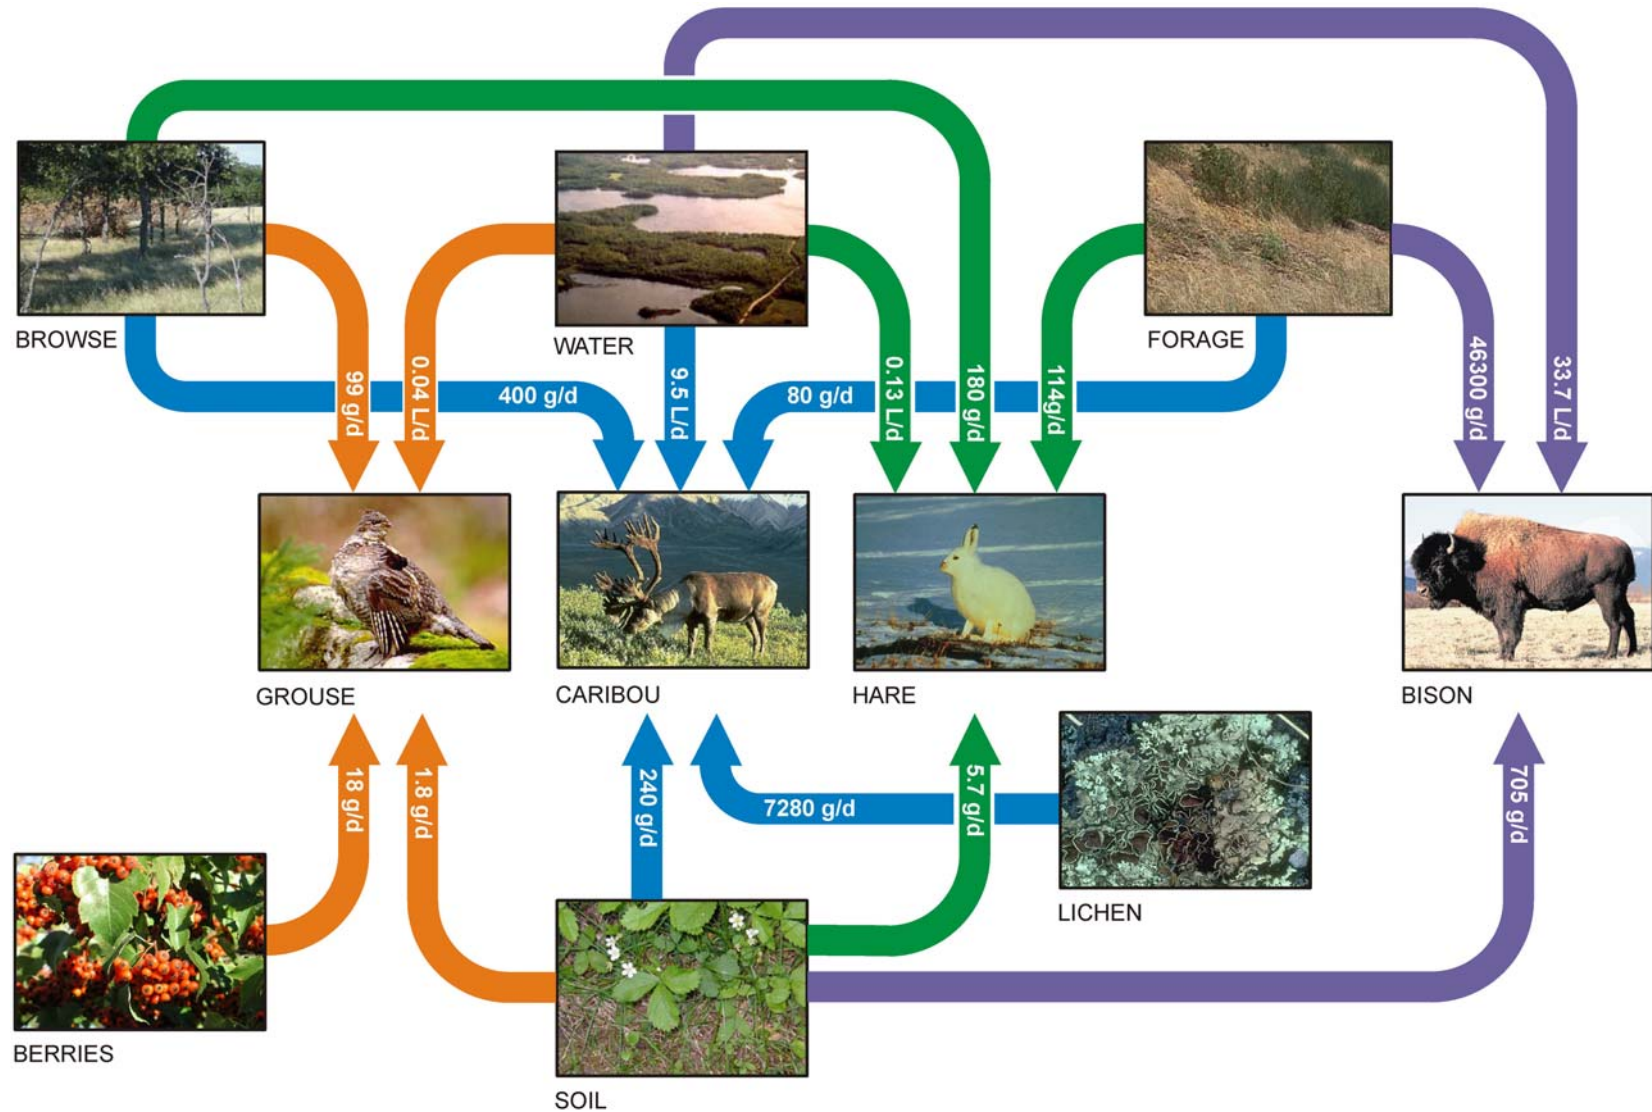 BROWSE
WATER
FORAGE
99 g/d
0.04 L/d
400 g/d
9.5 L/d
80 g/d
0.13 L/d
180 g/d
114g/d
46300 g/d
33.7 L/d
GROUSE
CARIBOU
HARE
BISON
18 g/d
1.8 g/d
240 g/d
7280 g/d
5.7 g/d
705 g/d
LICHEN
BERRIES
SOIL